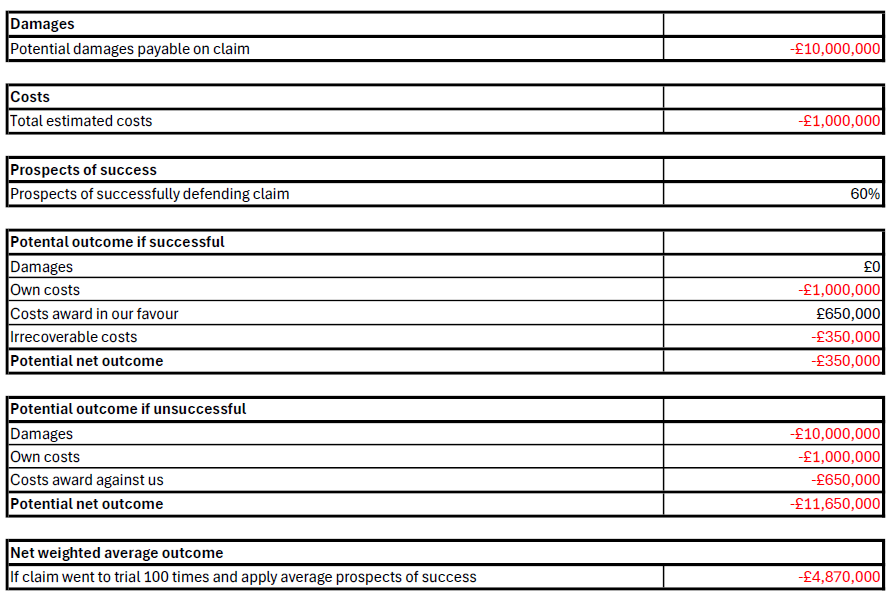 Damages
Potential damages payable on claim -£10,000,000
Costs
Total estimated costs -£1,000,000
Prospects of success
Prospects of successfully defending claim 60%
Potental outcome if successful
Damages £0
Own costs -£1,000,000
Costs award in our favour £650,000
Irrecoverable costs -£350,000
Potential net outcome -£350,000
Potential outcome if unsuccessful
Damages -£10,000,000
Own costs -£1,000,000
Costs award against us -£650,000
Potential net outcome -£11,650,000
Net weighted average outcome
If claim went to trial 100 times and apply average prospects of success -£4,870,000